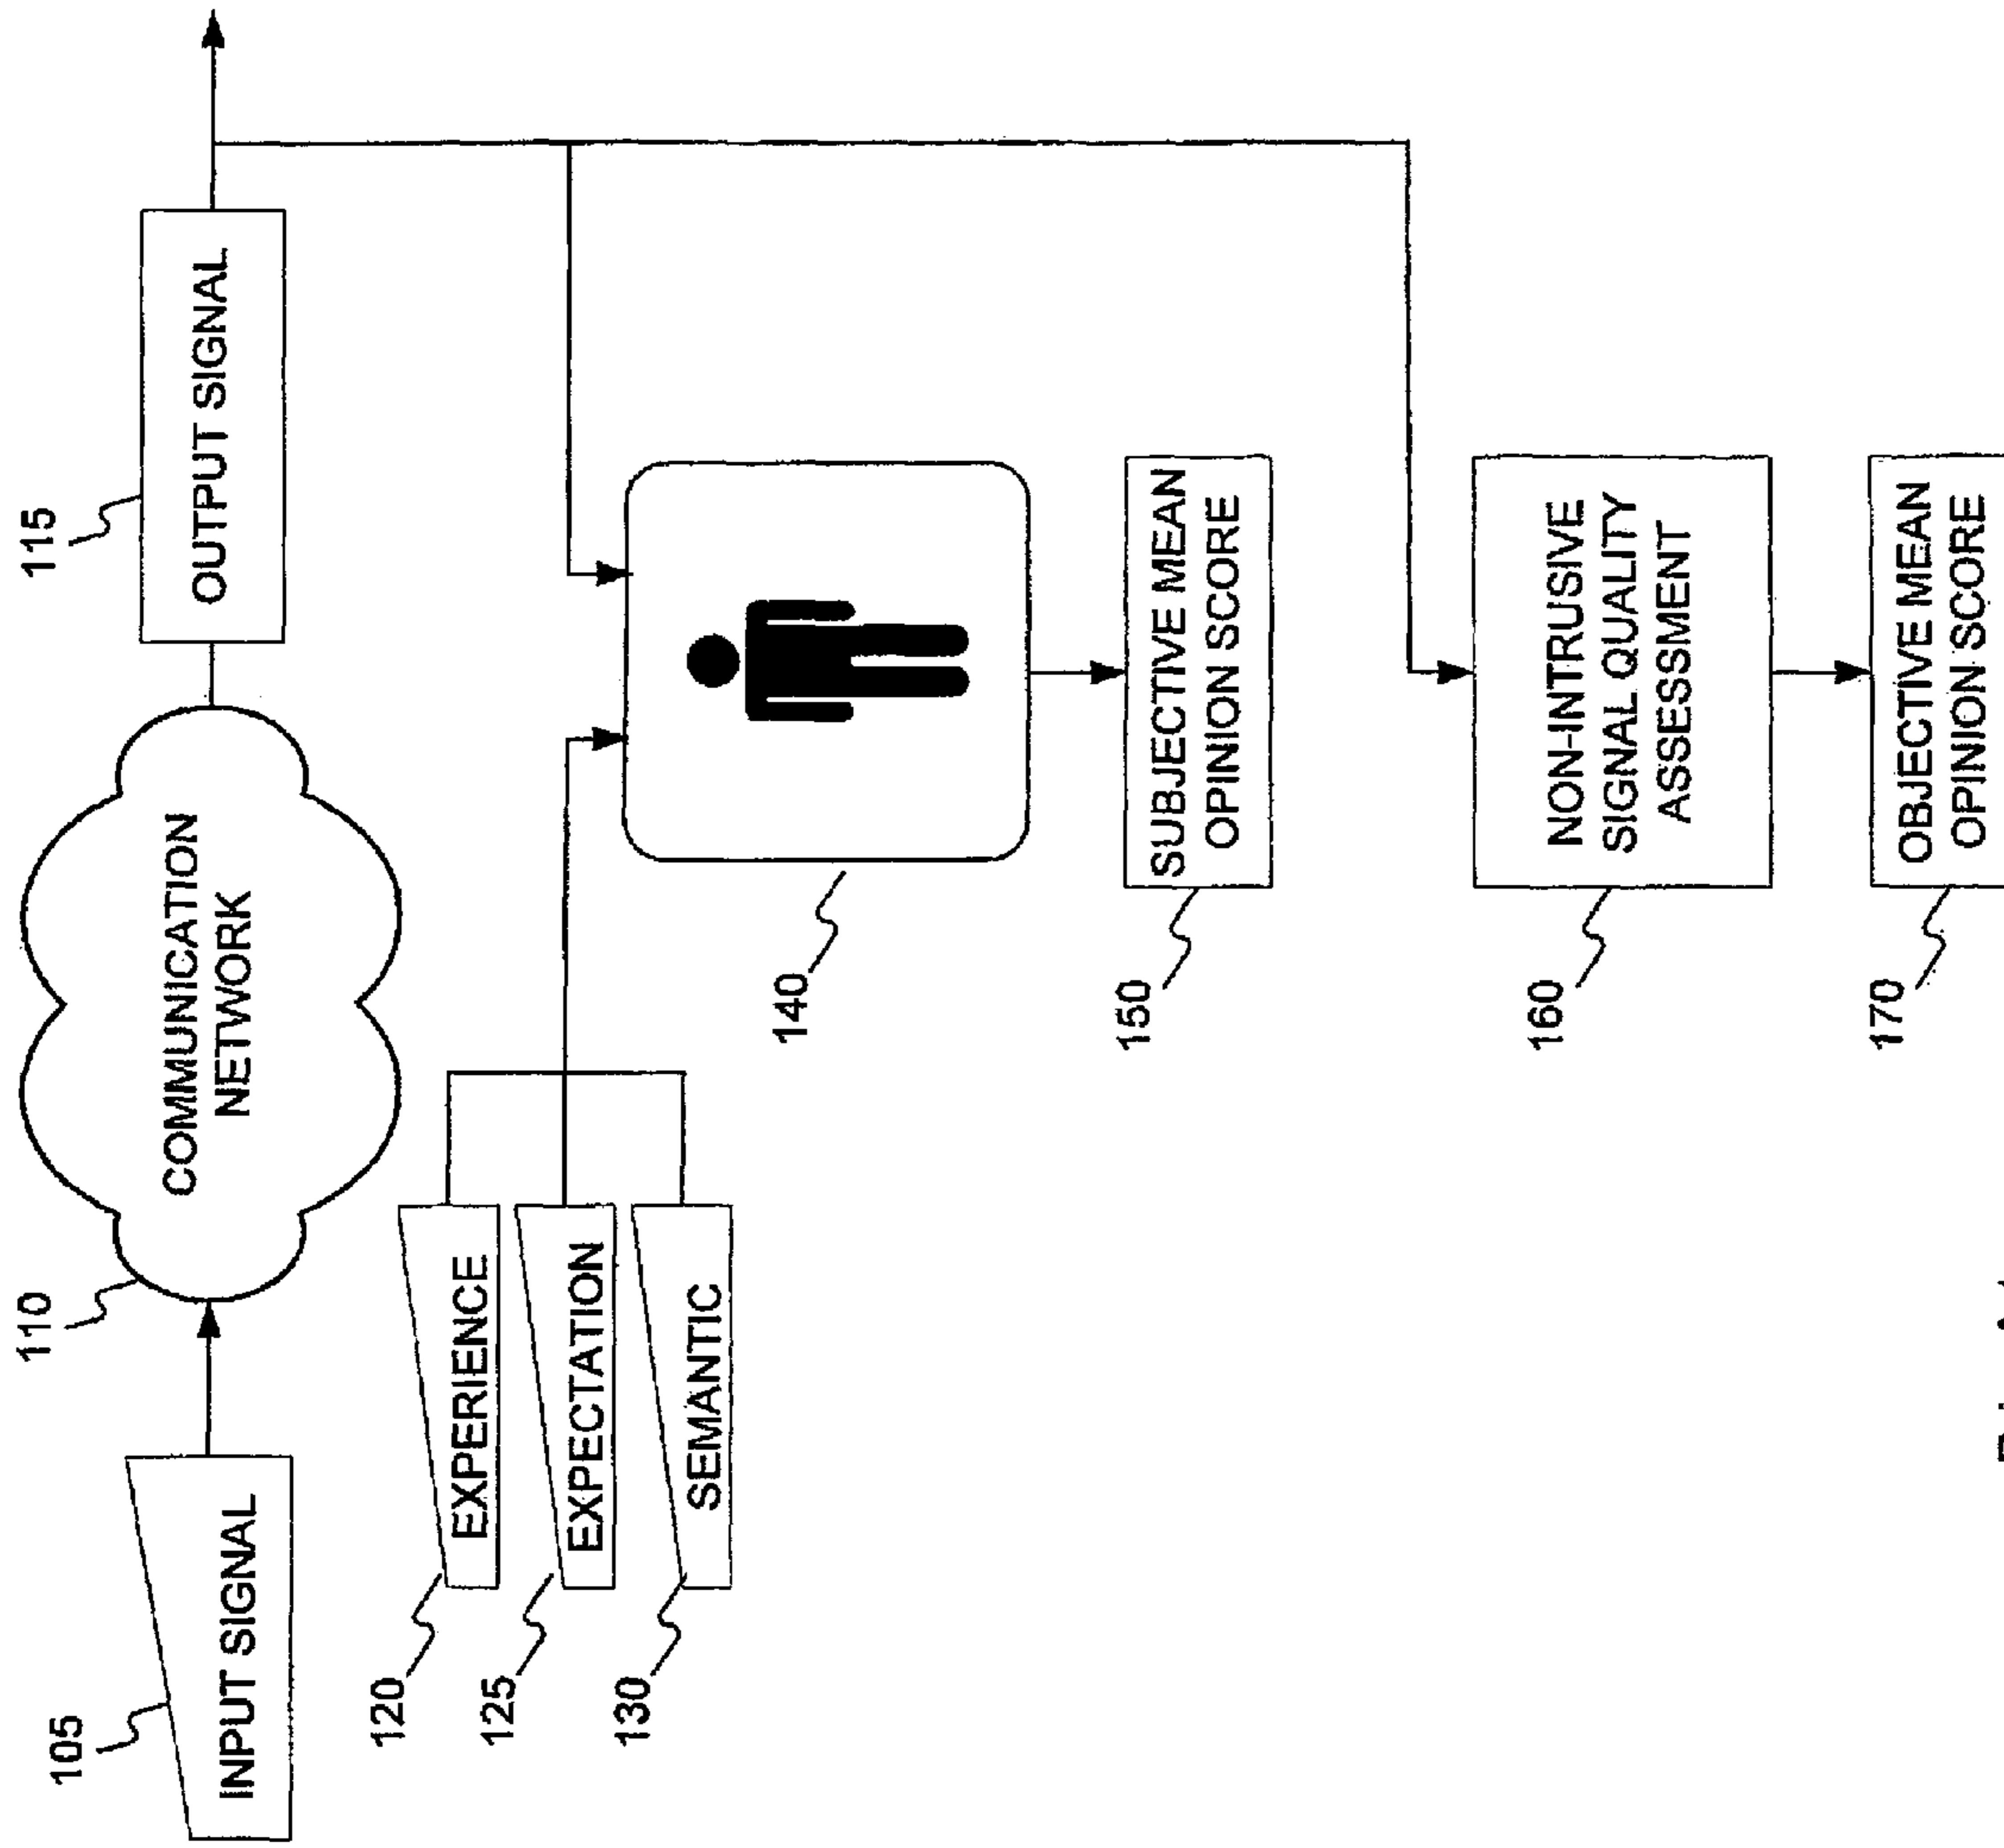 105
INPUT SIGNAL
110
COMMUNICATION
NETWORK
115
OUTPUT SIGNAL
120
EXPERIENCE
125
EXPECTATION
130
SEMANTIC
140
150
SUBJECTIVE MEAN
OPINION SCORE
160
NON-INTRUSIVE
SIGNAL QUALITY
ASSESSMENT
170
OBJECTIVE MEAN
OPINION SCORE